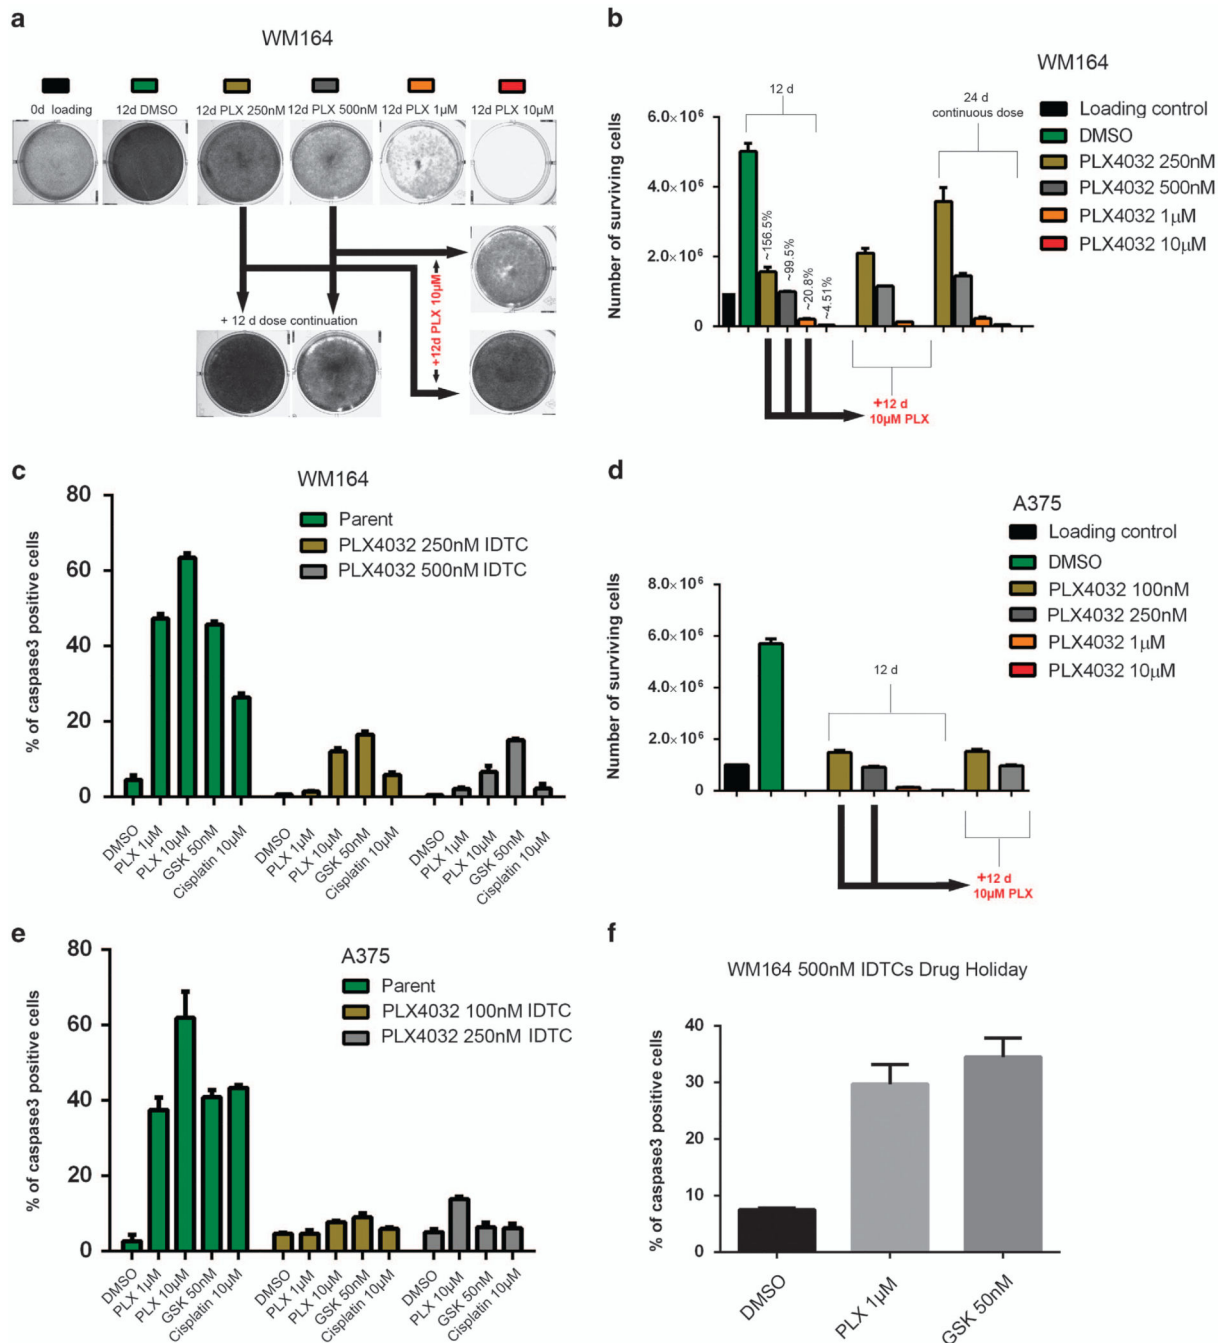 a
WM164
0d loading
12d DMSO
12d PLX 250nM
12d PLX 500nM
12d PLX 1µM
12d PLX 10µM
+ 12 d dose continuation
+12d PLX 10µM
b
WM164
12 d
24 d
continuous dose
Number of surviving cells
6.0×10⁶
4.0×10⁶
2.0×10⁶
0
~156.5%
~99.5%
~20.8%
~4.51%
Loading control
DMSO
PLX4032 250nM
PLX4032 500nM
PLX4032 1µM
PLX4032 10µM
+12 d
10µM PLX
c
WM164
Parent
PLX4032 250nM IDTC
PLX4032 500nM IDTC
% of caspase3 positive cells
80
60
40
20
0
DMSO
PLX 1µM
PLX 10µM
GSK 50nM
Cisplatin 10µM
DMSO
PLX 1µM
PLX 10µM
GSK 50nM
Cisplatin 10µM
DMSO
PLX 1µM
PLX 10µM
GSK 50nM
Cisplatin 10µM
d
A375
Loading control
DMSO
PLX4032 100nM
PLX4032 250nM
PLX4032 1µM
PLX4032 10µM
Number of surviving cells
8.0×10⁶
6.0×10⁶
4.0×10⁶
2.0×10⁶
0
12 d
+12 d
10µM PLX
e
A375
Parent
PLX4032 100nM IDTC
PLX4032 250nM IDTC
% of caspase3 positive cells
80
60
40
20
0
DMSO
PLX 1µM
PLX 10µM
GSK 50nM
Cisplatin 10µM
DMSO
PLX 1µM
PLX 10µM
GSK 50nM
Cisplatin 10µM
DMSO
PLX 10µM
GSK 50nM
Cisplatin 10µM
f
WM164 500nM IDTCs Drug Holiday
% of caspase3 positive cells
40
30
20
10
0
DMSO
PLX 1µM
GSK 50nM